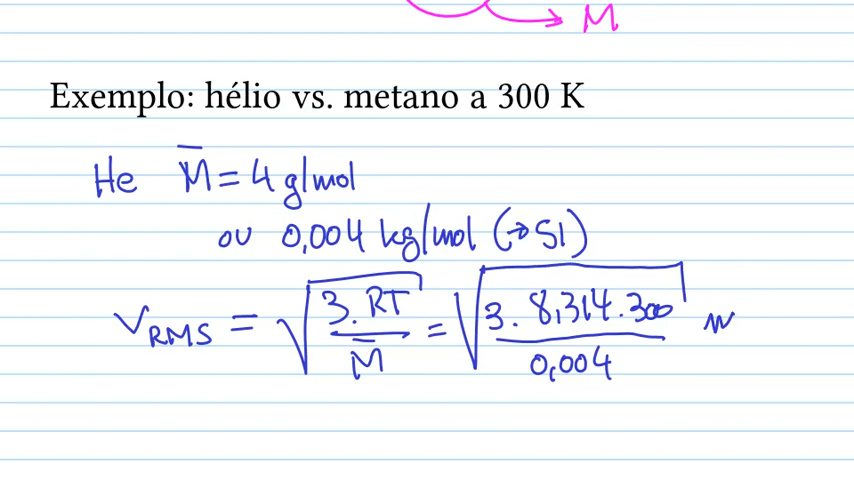 M
Exemplo: hélio vs. metano a 300 K
He M̅ = 4 g/mol
ou 0,004 kg/mol (→SI)
VRMS = √(3.RT / M̅) = √(3. 8,314.300 / 0,004)